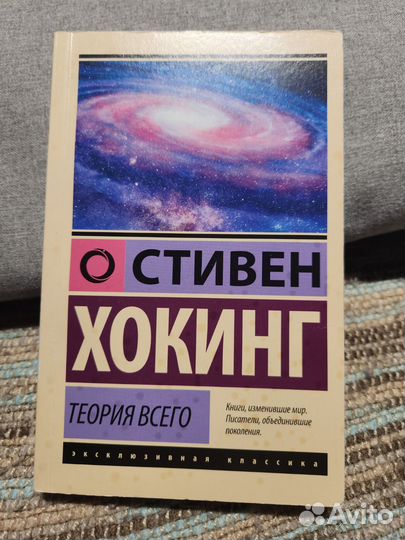 СТИВЕН
ХОКИНГ
ТЕОРИЯ ВСЕГО
Книги, изменившие мир.
Писатели, объединившие
поколения.
эксклюзивная классика
Avito